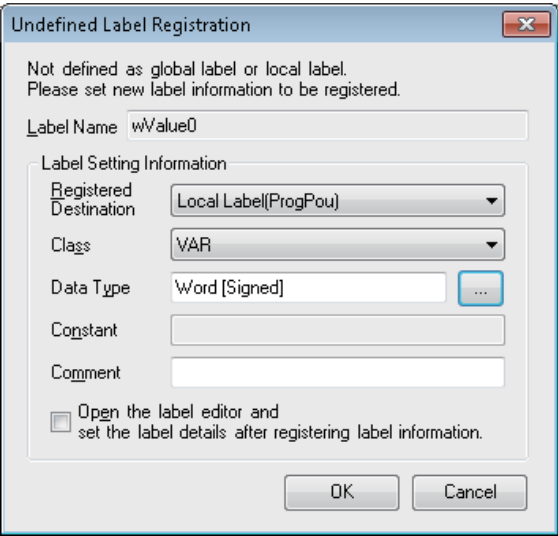 Undefined Label Registration
Not defined as global label or local label.
Please set new label information to be registered.
Label Name wValue0
Label Setting Information
Registered
Destination
Local Label(ProgPou)
Class VAR
Data Type Word [Signed] ...
Constant
Comment
Open the label editor and
set the label details after registering label information.
OK Cancel